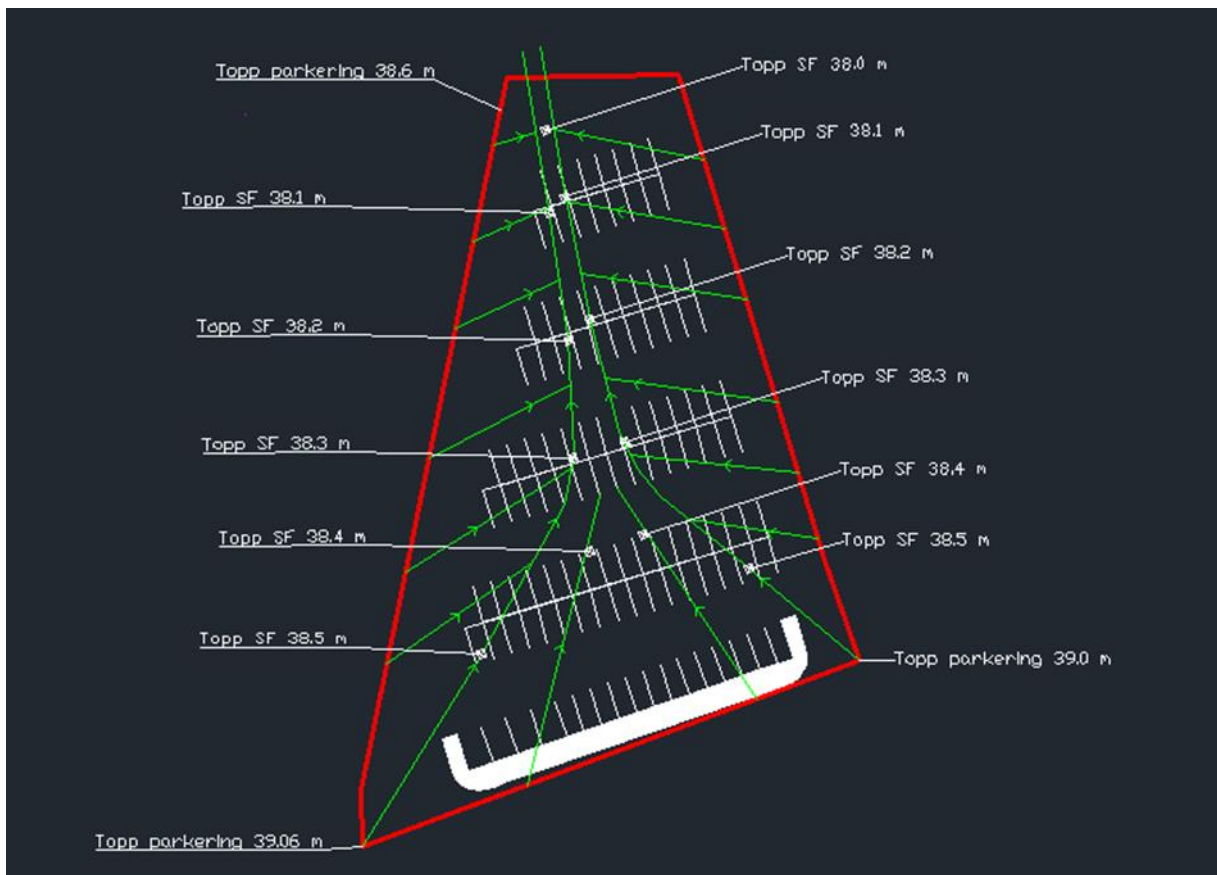 Topp parkering 38.6 m
Topp SF 38.0 m
Topp SF 38.1 m
Topp SF 38.1 m
Topp SF 38.2 m
Topp SF 38.2 m
Topp SF 38.3 m
Topp SF 38.3 m
Topp SF 38.4 m
Topp SF 38.4 m
Topp SF 38.5 m
Topp SF 38.5 m
Topp parkering 39.0 m
Topp parkering 39.06 m